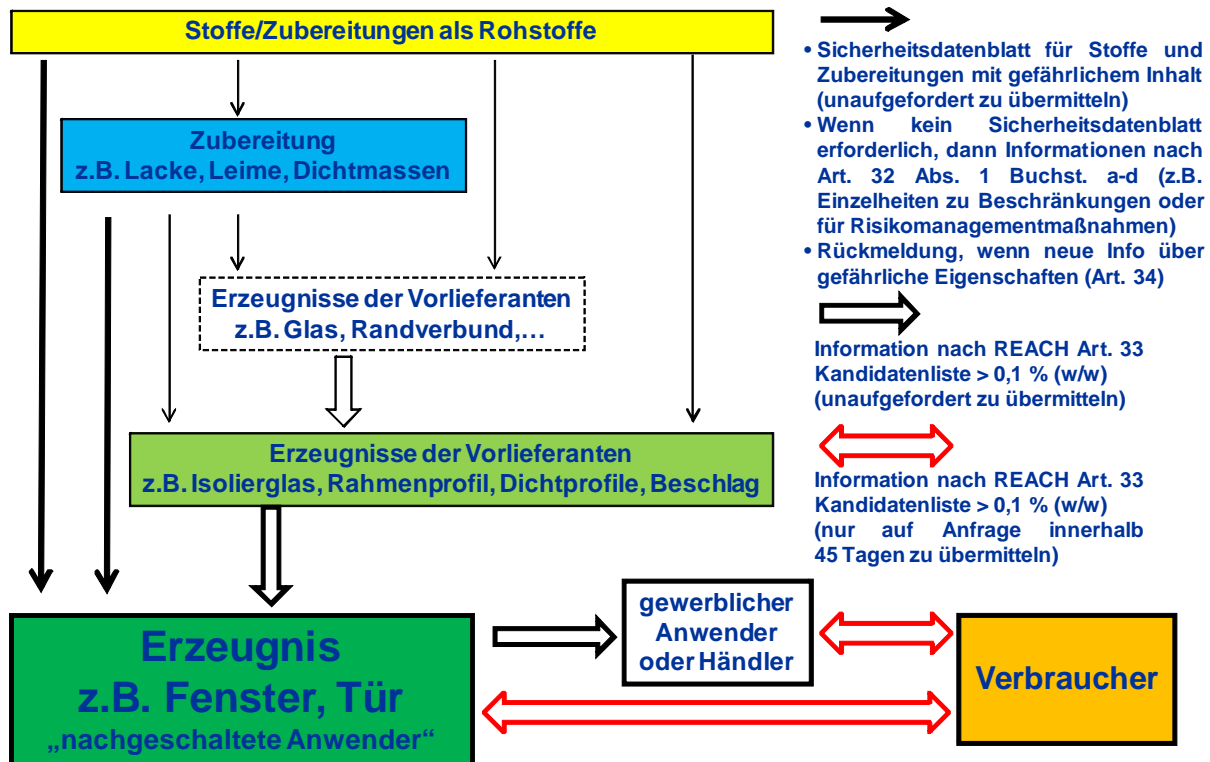 Stoffe/Zubereitungen als Rohstoffe
Zubereitung
z.B. Lacke, Leime, Dichtmassen
Erzeugnisse der Vorlieferanten
z.B. Glas, Randverbund,...
Erzeugnisse der Vorlieferanten
z.B. Isolierglas, Rahmenprofil, Dichtprofile, Beschlag
Erzeugnis
z.B. Fenster, Tür
„nachgeschaltete Anwender“
gewerblicher
Anwender
oder Händler
Verbraucher
• Sicherheitsdatenblatt für Stoffe und
Zubereitungen mit gefährlichem Inhalt
(unaufgefordert zu übermitteln)
• Wenn kein Sicherheitsdatenblatt
erforderlich, dann Informationen nach
Art. 32 Abs. 1 Buchst. a-d (z.B.
Einzelheiten zu Beschränkungen oder
für Risikomanagementmaßnahmen)
• Rückmeldung, wenn neue Info über
gefährliche Eigenschaften (Art. 34)
Information nach REACH Art. 33
Kandidatenliste > 0,1 % (w/w)
(unaufgefordert zu übermitteln)
Information nach REACH Art. 33
Kandidatenliste > 0,1 % (w/w)
(nur auf Anfrage innerhalb
45 Tagen zu übermitteln)